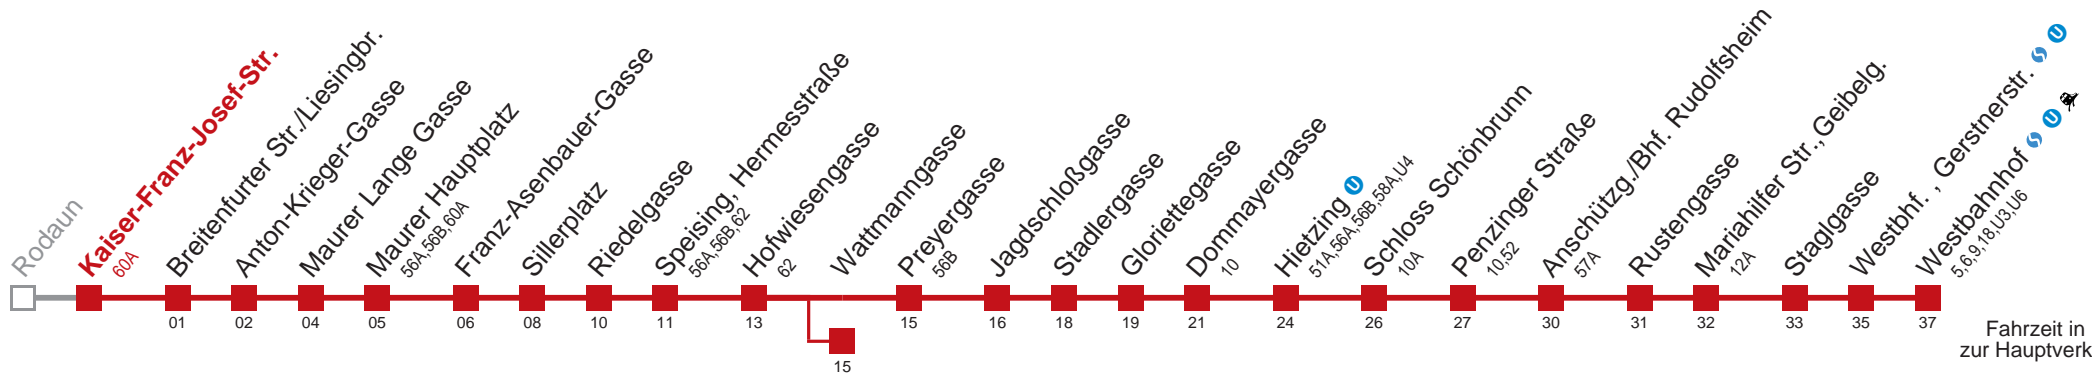 Rodaun
Kaiser-Franz-Josef-Str.
60A
Breitenfurter Str./Liesingbr.
01
Anton-Krieger-Gasse
02
Maurer Lange Gasse
04
Maurer Hauptplatz
56A,56B,60A
05
Franz-Asenbauer-Gasse
06
Sillerplatz
08
Riedelgasse
10
Speising, Hermesstraße
56A,56B,62
11
Hofwiesengasse
62
13
Wattmanngasse
15
Preyergasse
56B
15
Jagdschloßgasse
16
Stadlergasse
18
Gloriettegasse
19
Dommayergasse
10
21
Hietzing U
51A,56A,56B,58A,U4
24
Schloss Schönbrunn
10A
26
Penzinger Straße
10,52
27
Anschützg./Bhf. Rudolfsheim
57A
30
Rustengasse
31
Mariahilfer Str., Geibelg.
12A
32
Staglgasse
33
Westbhf. , Gerstnerstr. S U
35
Westbahnhof S U
5,6,9,18,U3,U6
37
Fahrzeit in
zur Hauptverk